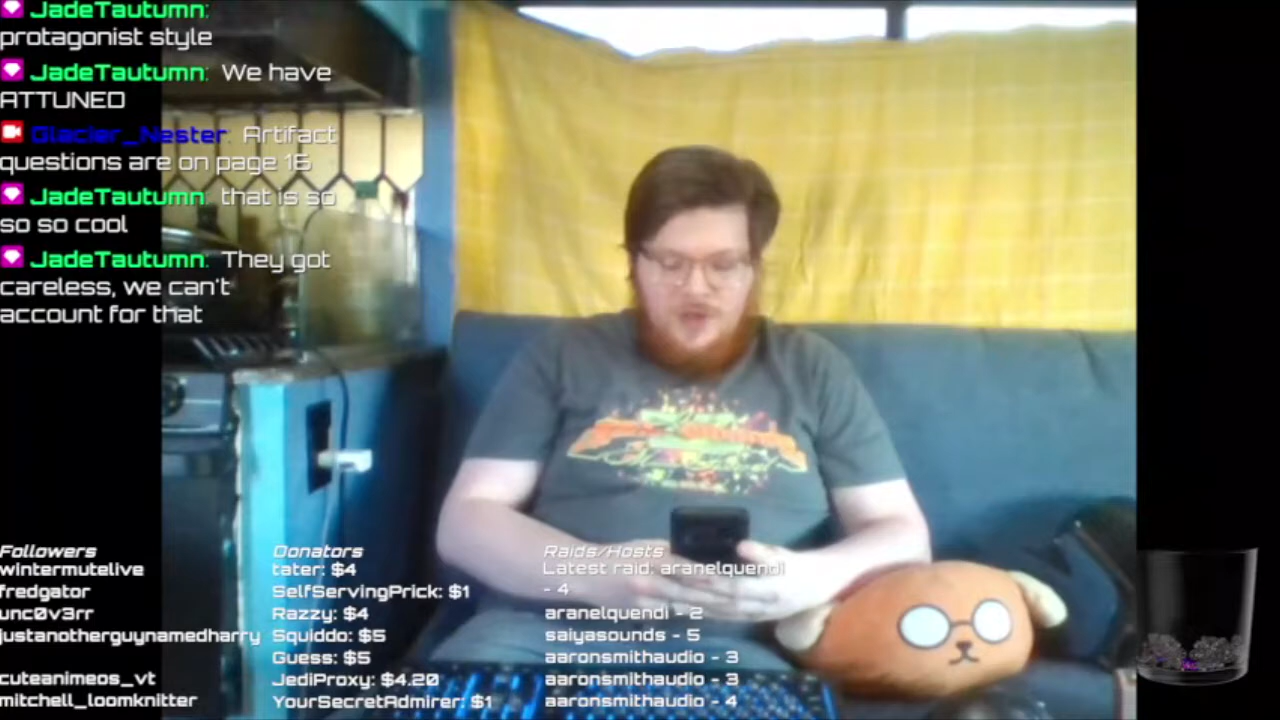 JadeTautumn:
protagonist style
JadeTautumn: We have
ATTUNED
Glacier_Nester: Artifact
questions are on page 16
JadeTautumn: that is so
so so cool
JadeTautumn: They got
careless, we can't
account for that
Followers
wintermutelive
fredgator
unc0v3rr
justanotherguynamedharry
cuteanimeos_vt
mitchell_loomknitter
Donators
tater: $4
SelfServingPrick: $1
Razzy: $4
Squiddo: $5
Guess: $5
JediProxy: $4.20
YourSecretAdmirer: $1
Raids/Hosts
Latest raid: aranelquendi
- 4
aranelquendi - 2
saiyasounds - 5
aaronsmithaudio - 3
aaronsmithaudio - 3
aaronsmithaudio - 4